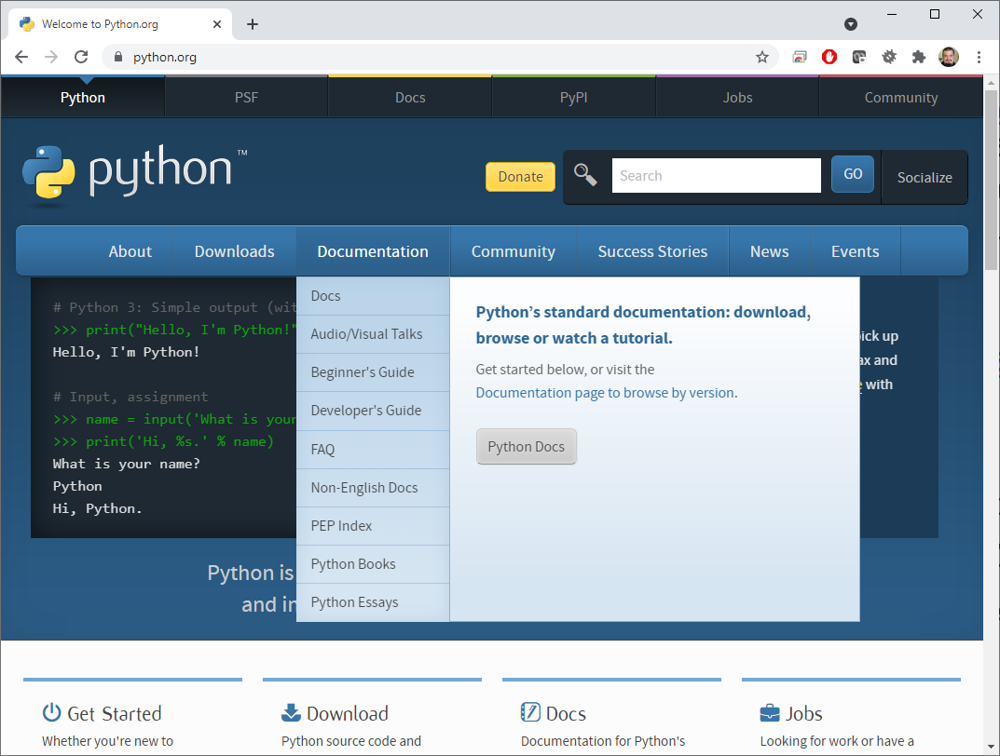 Welcome to Python.org
python.org
Python PSF Docs PyPI Jobs Community
python™
Donate Search GO Socialize
About Downloads Documentation Community Success Stories News Events
# Python 3: Simple output (wit
>>> print("Hello, I'm Python!"
Hello, I'm Python!
# Input, assignment
>>> name = input('What is your
>>> print('Hi, %s.' % name)
What is your name?
Python
Hi, Python.
Docs
Audio/Visual Talks
Beginner's Guide
Developer's Guide
FAQ
Non-English Docs
PEP Index
Python Books
Python Essays
Python’s standard documentation: download,
browse or watch a tutorial.
Get started below, or visit the
Documentation page to browse by version.
Python Docs
pick up
and
with
Python is
and in
Get Started
Whether you're new to
Download
Python source code and
Docs
Documentation for Python's
Jobs
Looking for work or have a